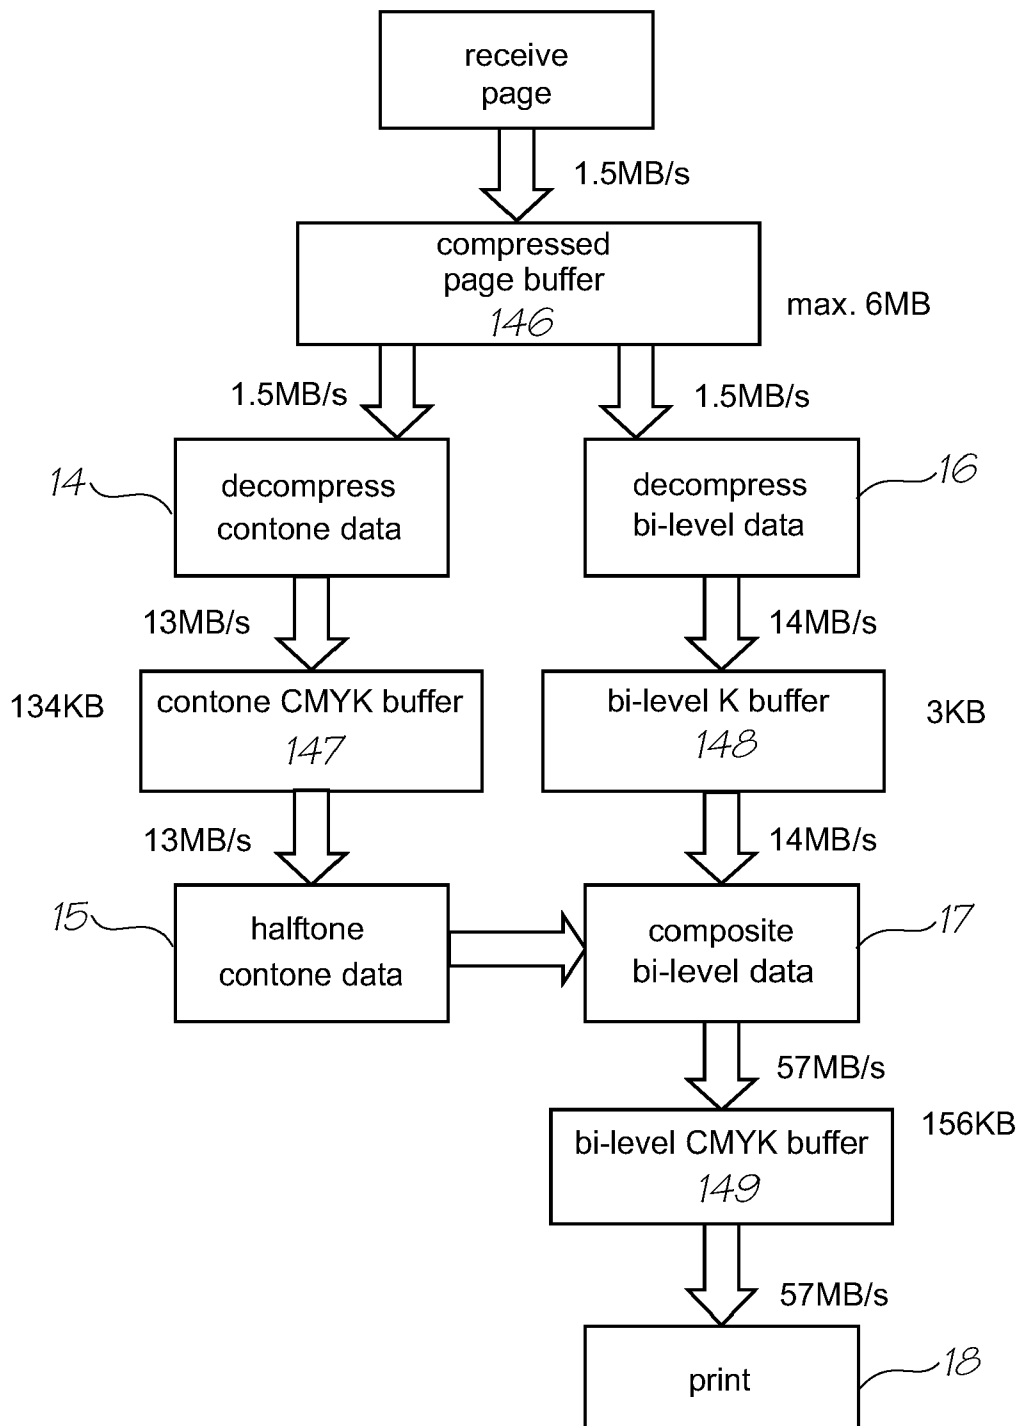 receive
page
1.5MB/s
compressed
page buffer
146
max. 6MB
1.5MB/s
1.5MB/s
14
decompress
contone data
decompress
bi-level data
16
13MB/s
14MB/s
134KB
contone CMYK buffer
147
bi-level K buffer
148
3KB
13MB/s
14MB/s
15
halftone
contone data
composite
bi-level data
17
57MB/s
bi-level CMYK buffer
149
156KB
57MB/s
print
18